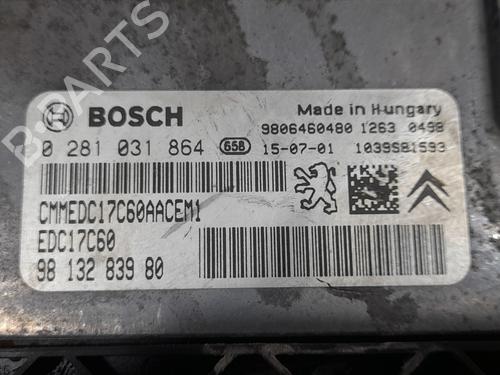 BOSCH
Made in Hungary
9806460480 1263 0498
0 281 031 864 658 15-07-01 1039S81593
CMMEDC17C60AACEM1
EDC17C60
98 132 839 80
B-Parts